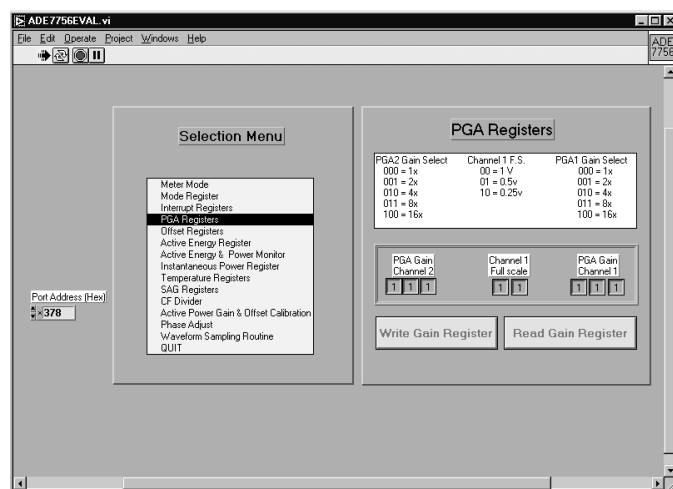 ADE7756EVAL.vi
File Edit Operate Project Windows Help
ADE
7756
Selection Menu
Meter Mode
Mode Register
Interrupt Registers
PGA Registers
Offset Registers
Active Energy Register
Active Energy & Power Monitor
Instantaneous Power Register
Temperature Registers
SAG Registers
CF Divider
Active Power Gain & Offset Calibration
Phase Adjust
Waveform Sampling Routine
QUIT
Port Address (Hex)
×378
PGA Registers
PGA2 Gain Select Channel 1 F.S. PGA1 Gain Select
000 = 1x 00 = 1 V 000 = 1x
001 = 2x 01 = 0.5v 001 = 2x
010 = 4x 10 = 0.25v 010 = 4x
011 = 8x 011 = 8x
100 = 16x 100 = 16x
PGA Gain Channel 1 PGA Gain
Channel 2 Full scale Channel 1
1 1 1 1 1 1 1 1
Write Gain Register Read Gain Register